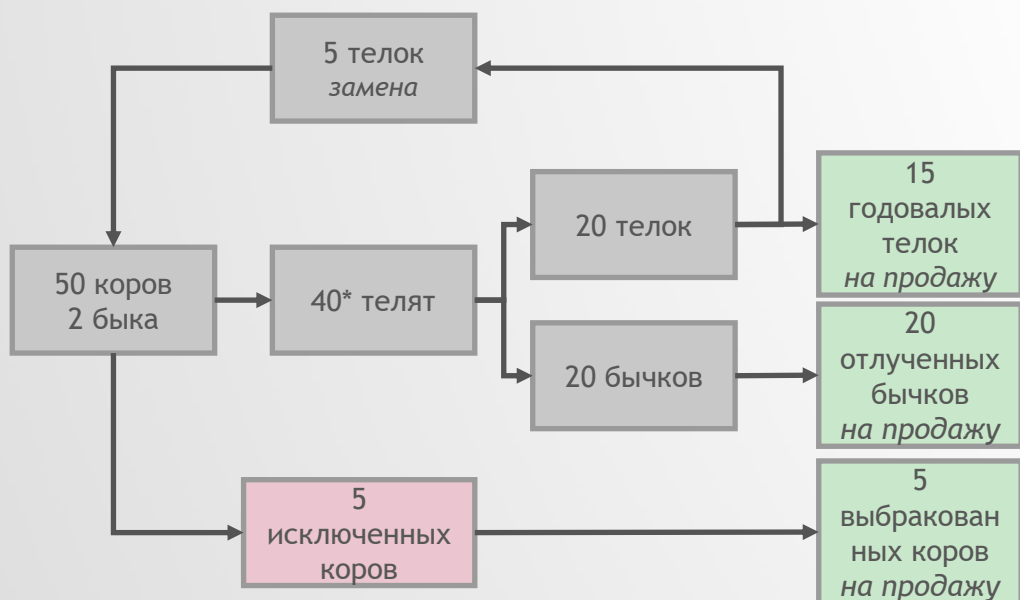 5 телок
замена
15
годовалых
телок
на продажу
20 телок
50 коров
2 быка
40* телят
20 бычков
20
отлученных
бычков
на продажу
5
исключенных
коров
5
выбракован
ных коров
на продажу